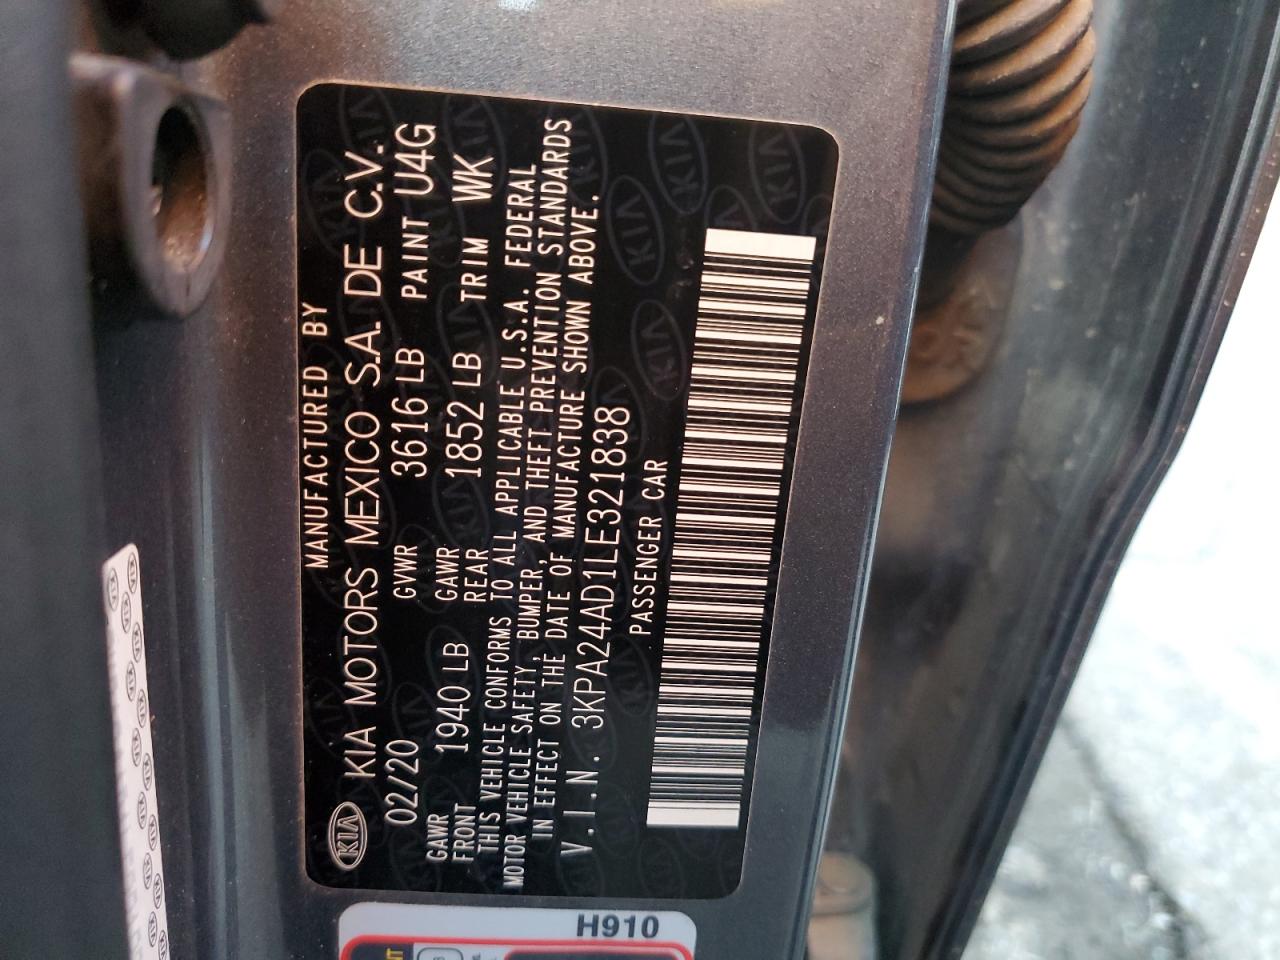 MANUFACTURED BY
KIA KIA MOTORS MEXICO S.A. DE C.V.
02/20 GVWR 3616 LB PAINT U4G
GAWR FRONT 1940 LB GAWR REAR 1852 LB TRIM WK
THIS VEHICLE CONFORMS TO ALL APPLICABLE U.S.A. FEDERAL
MOTOR VEHICLE SAFETY, BUMPER, AND THEFT PREVENTION STANDARDS
IN EFFECT ON THE DATE OF MANUFACTURE SHOWN ABOVE.
V.I.N. 3KPA24AD1LE321838
PASSENGER CAR
H910